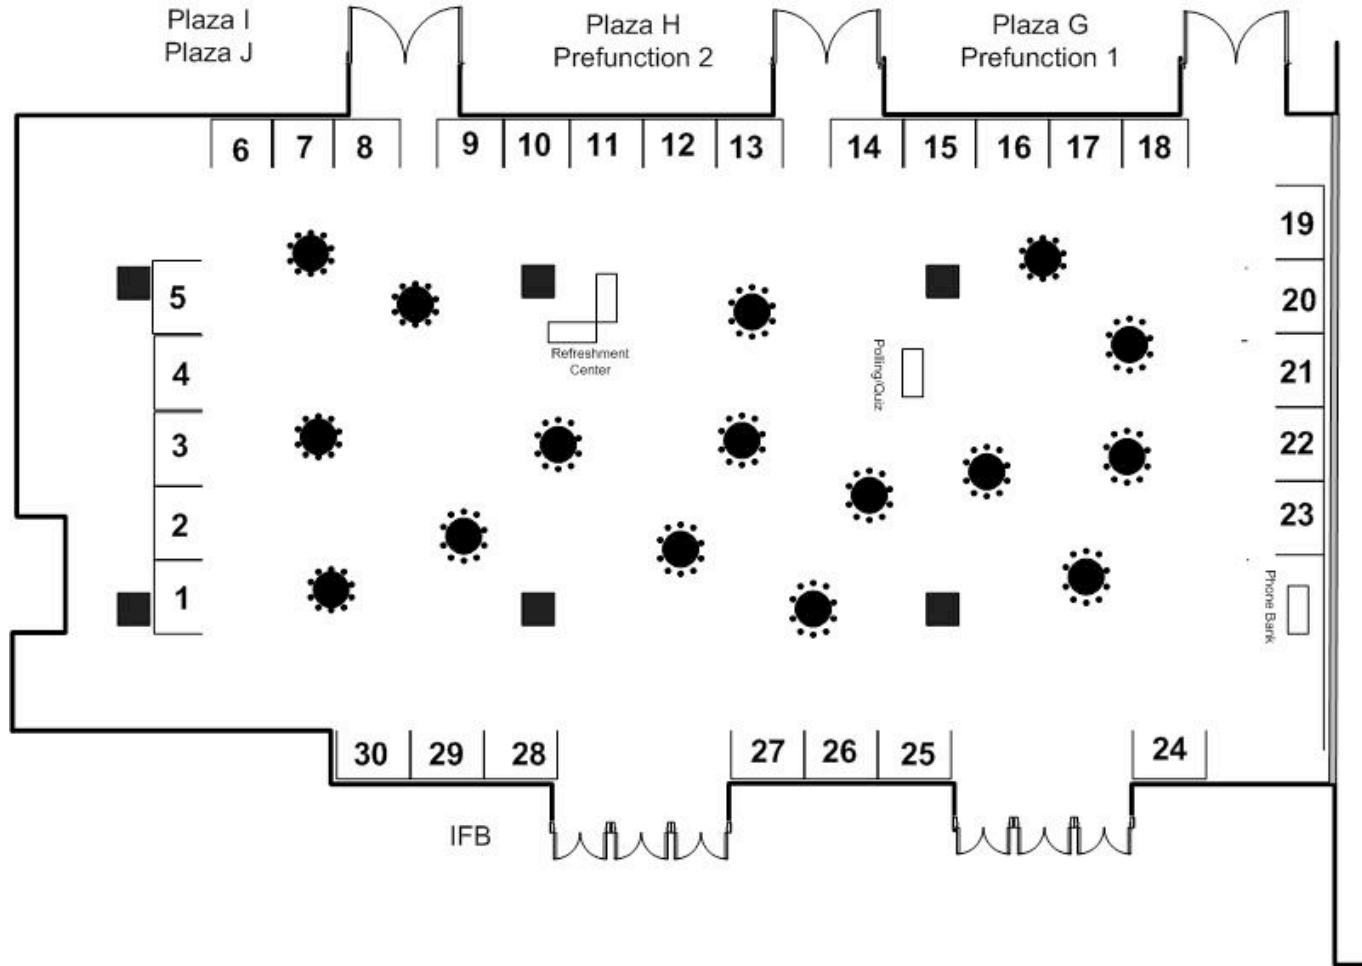 Plaza I
Plaza J
Plaza H
Prefunction 2
Plaza G
Prefunction 1
6 7 8 9 10 11 12 13 14 15 16 17 18
19
5
20
Refreshment
Center
Polling/Quiz
4
21
3
22
2
23
1
Phone Bank
30 29 28 27 26 25 24
IFB